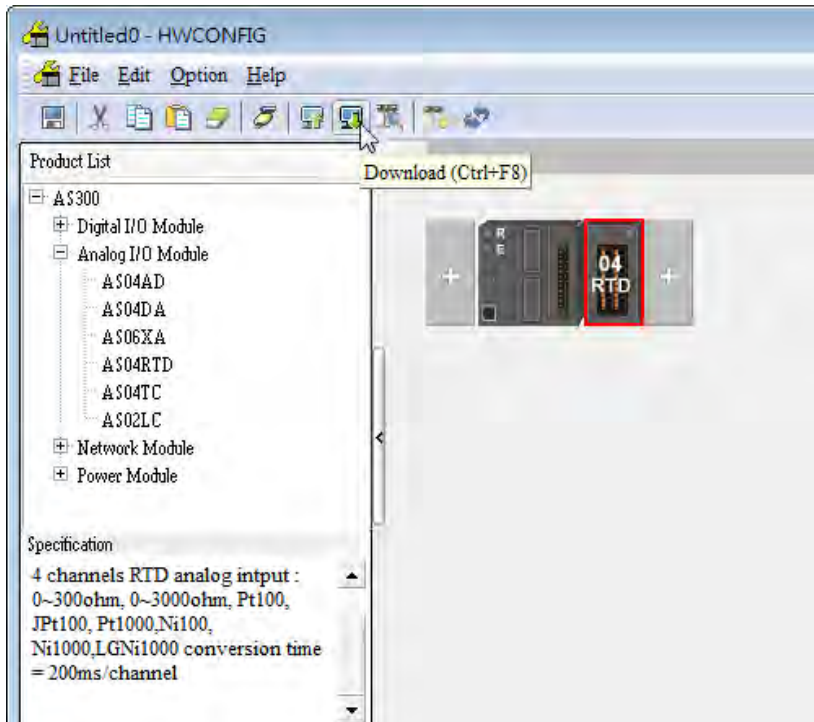 Untitled0 - HWCONFIG
File Edit Option Help
Product List
Download (Ctrl+F8)
AS300
Digital I/O Module
Analog I/O Module
AS04AD
AS04DA
AS06XA
AS04RTD
AS04TC
AS02LC
Network Module
Power Module
R
E
04
RTD
Specification
4 channels RTD analog intput :
0~300ohm, 0~3000ohm, Pt100,
JPt100, Pt1000,Ni100,
Ni1000,LGNi1000 conversion time
= 200ms/channel